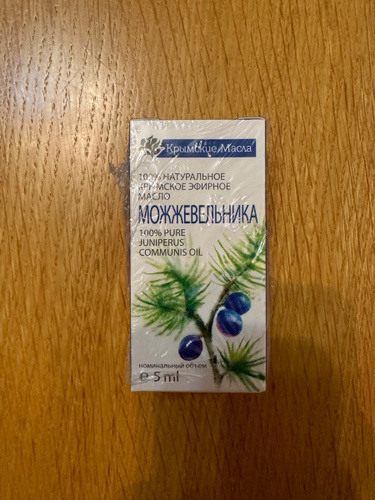 Крымские Масла
100% НАТУРАЛЬНОЕ
КРЫМСКОЕ ЭФИРНОЕ
МАСЛО
МОЖЖЕВЕЛЬНИКА
100% PURE
JUNIPERUS
COMMUNIS OIL
номинальный объем
e 5 ml